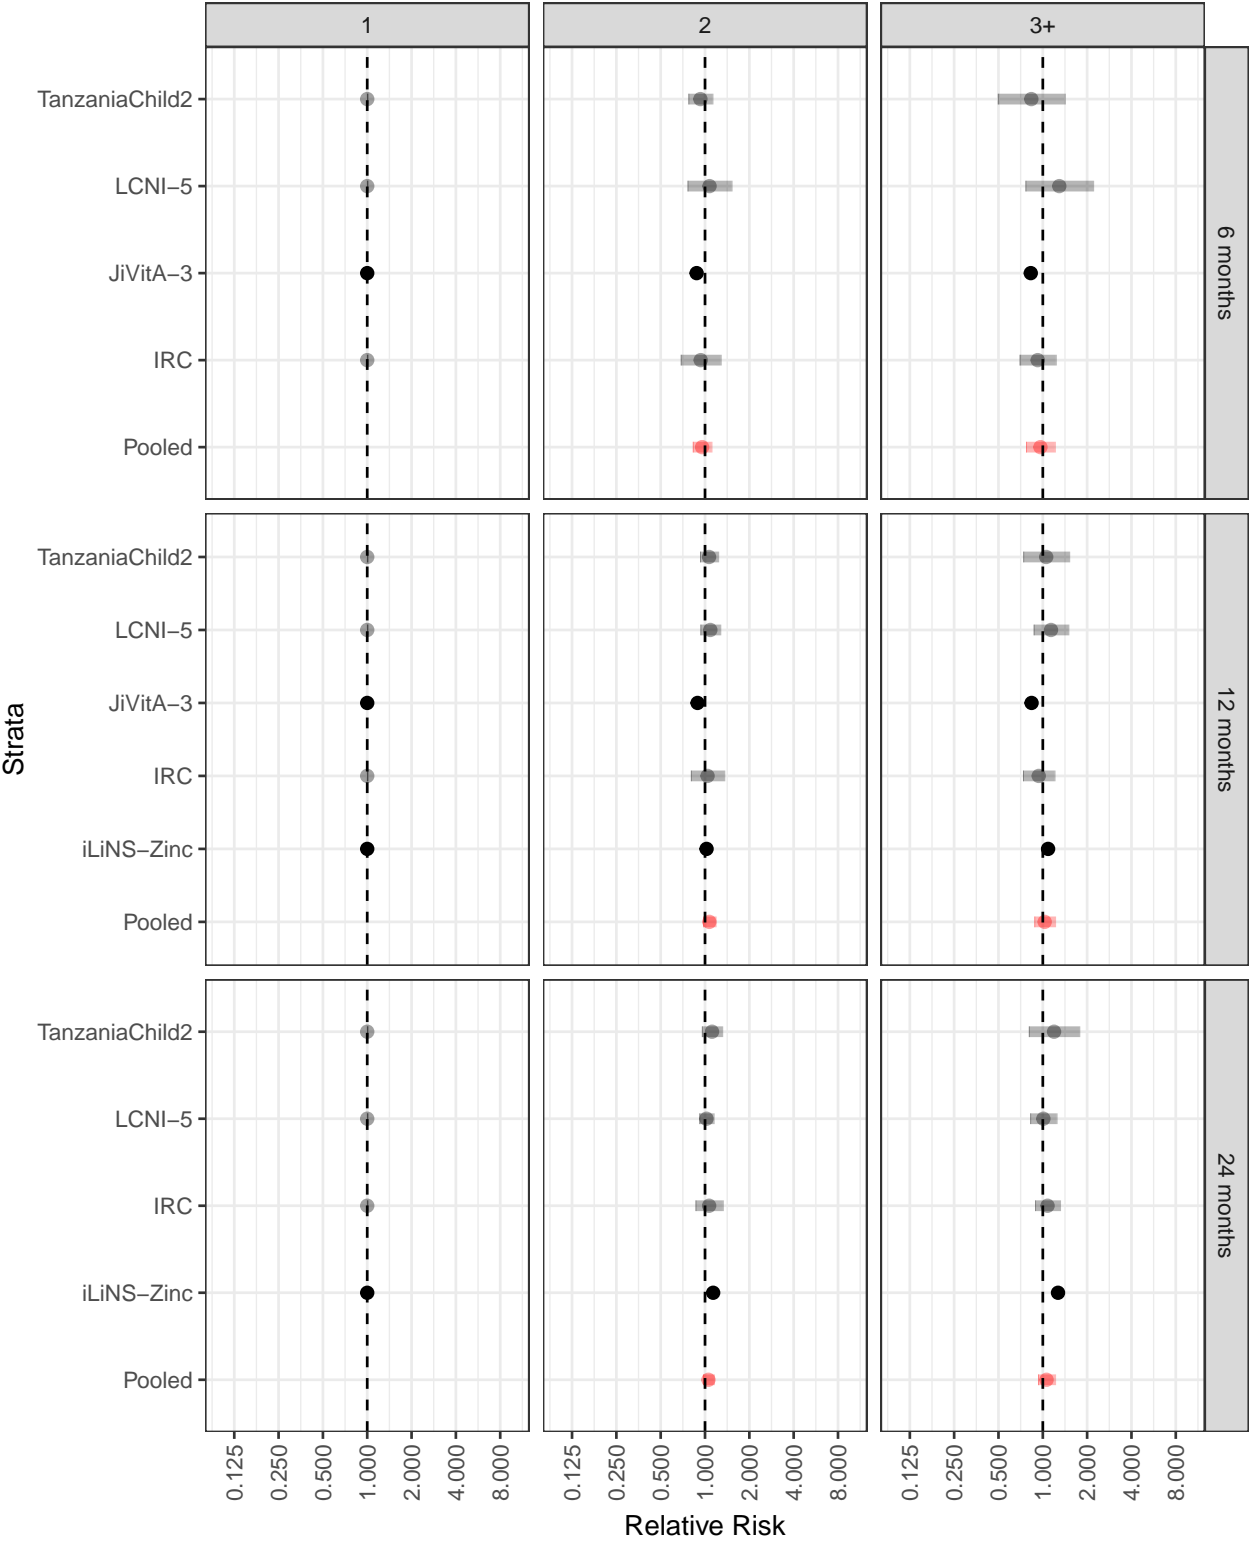 1
2
3+
TanzaniaChild2
LCNI−5
JiVitA−3
IRC
Pooled
6 months
TanzaniaChild2
LCNI−5
JiVitA−3
IRC
iLiNS−Zinc
Pooled
12 months
TanzaniaChild2
LCNI−5
IRC
iLiNS−Zinc
Pooled
24 months
Strata
0.125 0.250 0.500 1.000 2.000 4.000 8.000
0.125 0.250 0.500 1.000 2.000 4.000 8.000
0.125 0.250 0.500 1.000 2.000 4.000 8.000
Relative Risk